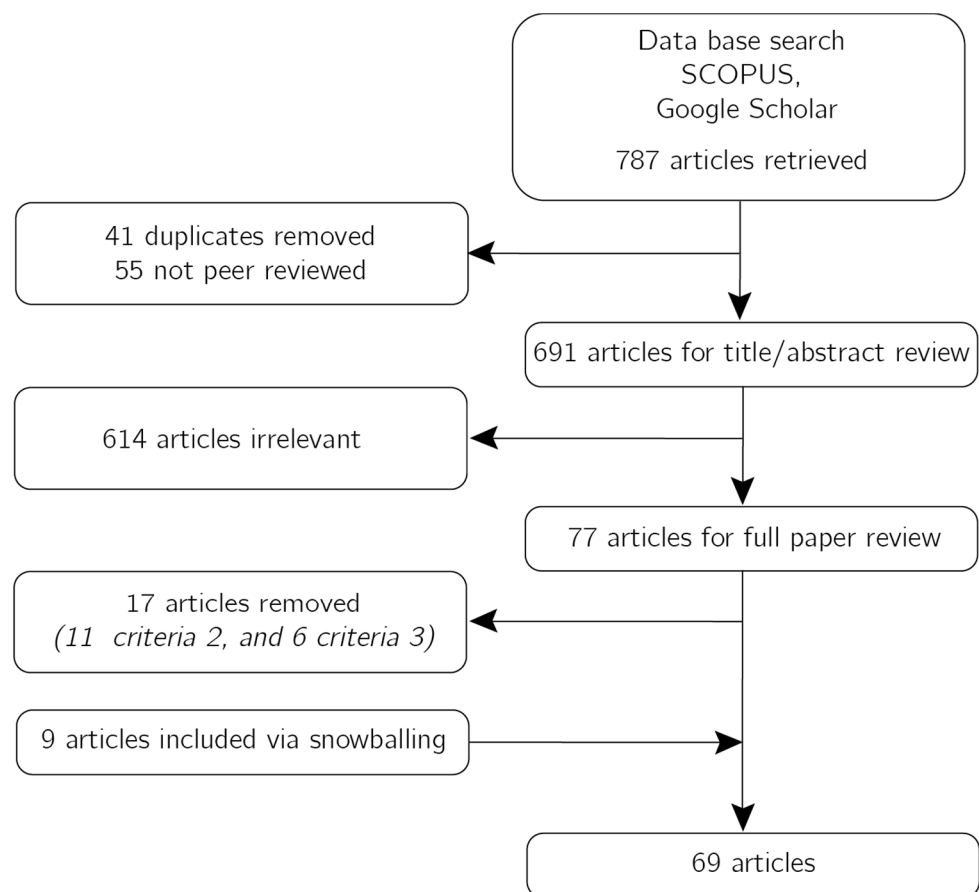 Data base search
SCOPUS,
Google Scholar
787 articles retrieved
41 duplicates removed
55 not peer reviewed
691 articles for title/abstract review
614 articles irrelevant
77 articles for full paper review
17 articles removed
(11 criteria 2, and 6 criteria 3)
9 articles included via snowballing
69 articles